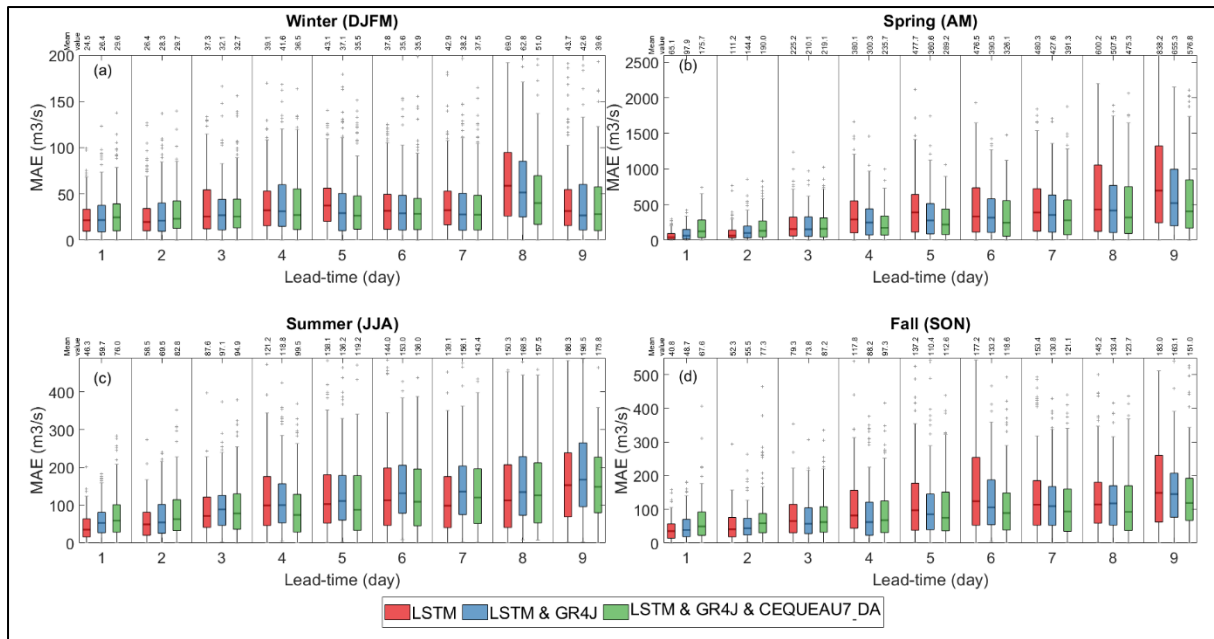 Winter (DJFM)
Mean value 24.5 26.4 29.6 26.4 28.3 29.7 37.3 32.1 32.7 39.1 41.6 36.5 43.1 37.1 35.5 37.8 35.6 35.9 42.9 38.2 37.5 69.0 62.8 51.0 43.7 42.6 39.6
(a)
200
150
100
50
0
MAE (m3/s)
1 2 3 4 5 6 7 8 9
Lead-time (day)
Spring (AM)
Mean value 65.1 97.9 175.7 111.2 144.4 190.0 225.2 210.1 219.1 380.1 300.3 235.7 477.7 360.6 289.2 476.5 390.5 326.1 480.3 427.6 391.3 600.2 507.5 475.3 838.2 655.3 576.8
(b)
2500
2000
1500
1000
500
0
MAE (m3/s)
1 2 3 4 5 6 7 8 9
Lead-time (day)
Summer (JJA)
Mean value 46.3 59.7 76.0 58.5 69.5 82.8 87.6 97.1 94.9 121.2 118.8 99.5 138.1 136.2 119.2 144.0 153.0 136.0 139.1 156.1 143.4 150.3 168.5 157.5 186.3 198.5 175.8
(c)
400
300
200
100
0
MAE (m3/s)
1 2 3 4 5 6 7 8 9
Lead-time (day)
Fall (SON)
Mean value 40.8 48.7 67.6 52.3 55.5 77.3 79.3 73.8 87.2 117.8 88.2 97.3 137.2 110.4 112.6 177.2 133.2 118.6 153.4 130.8 121.1 145.2 133.4 123.7 183.0 163.1 151.0
(d)
500
400
300
200
100
0
MAE (m3/s)
1 2 3 4 5 6 7 8 9
Lead-time (day)
LSTM LSTM & GR4J LSTM & GR4J & CEQUEAU7_DA